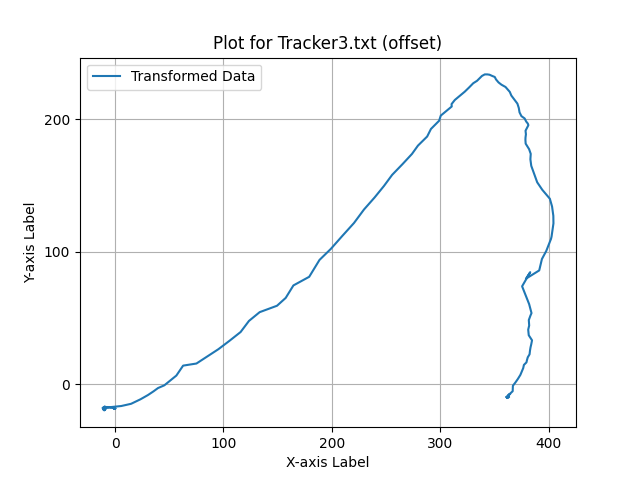 Plot for Tracker3.txt (offset)
Transformed Data
200
100
0
Y-axis Label
0 100 200 300 400
X-axis Label